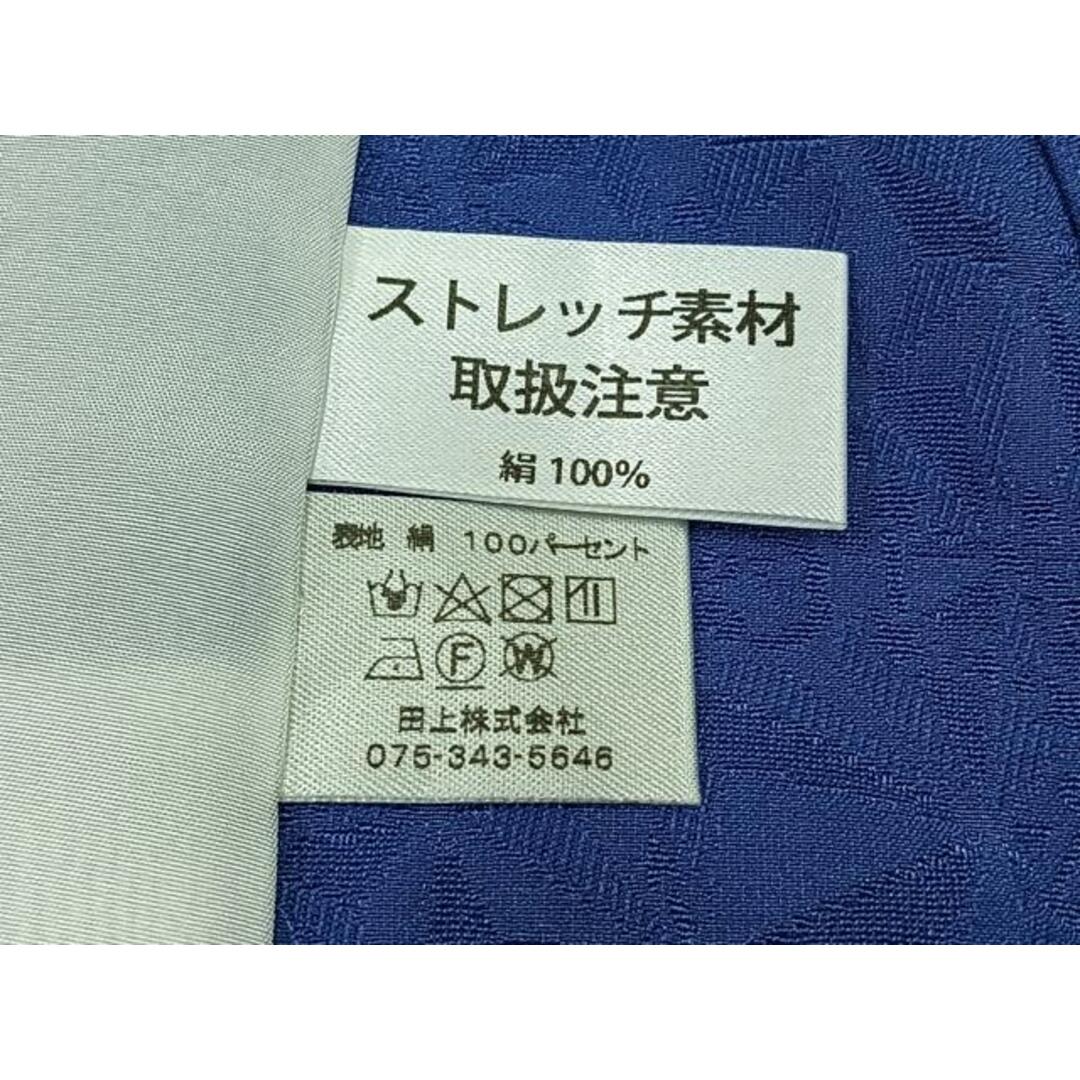 ストレッチ素材
取扱注意
絹 100%
表地 絹 100パーセント
F W
田上株式会社
075-343-5646